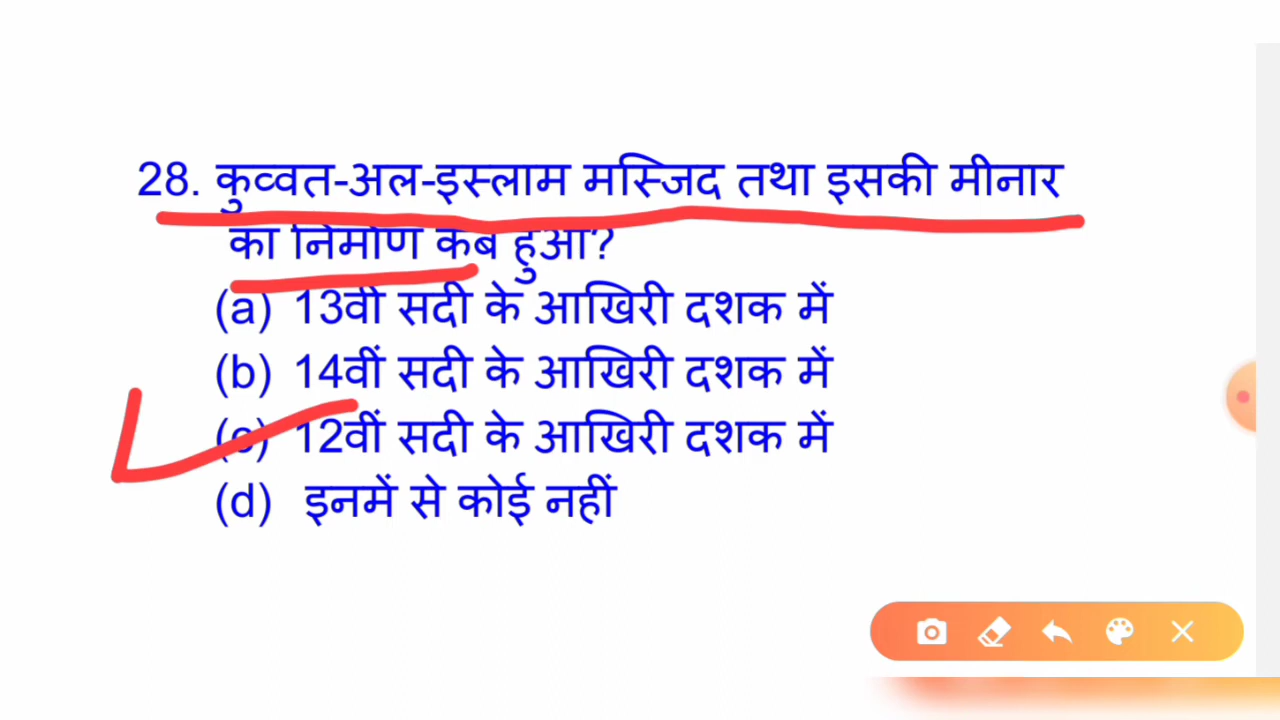 28. कुव्वत-अल-इस्लाम मस्जिद तथा इसकी मीनार
का निर्माण कब हुआ?
(a) 13वीं सदी के आखिरी दशक में
(b) 14वीं सदी के आखिरी दशक में
(c) 12वीं सदी के आखिरी दशक में
(d) इनमें से कोई नहीं